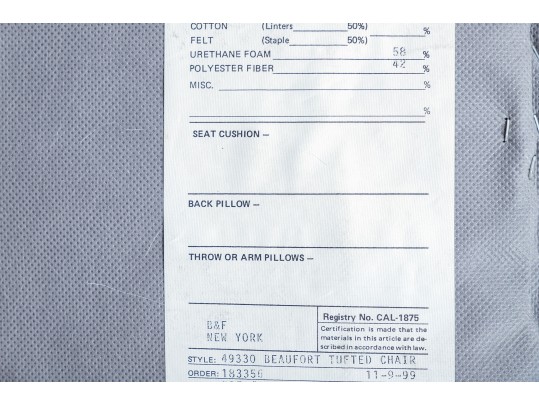 COTTON (Linters 50%) %
FELT (Staple 50%)
URETHANE FOAM 58 %
POLYESTER FIBER 42 %
MISC. %
%
SEAT CUSHION —
BACK PILLOW —
THROW OR ARM PILLOWS —
B&F
NEW YORK
Registry No. CAL-1875
Certification is made that the
materials in this article are de-
scribed in accordance with law.
STYLE: 49330 BEAUFORT TUFTED CHAIR
ORDER: 11-9-99